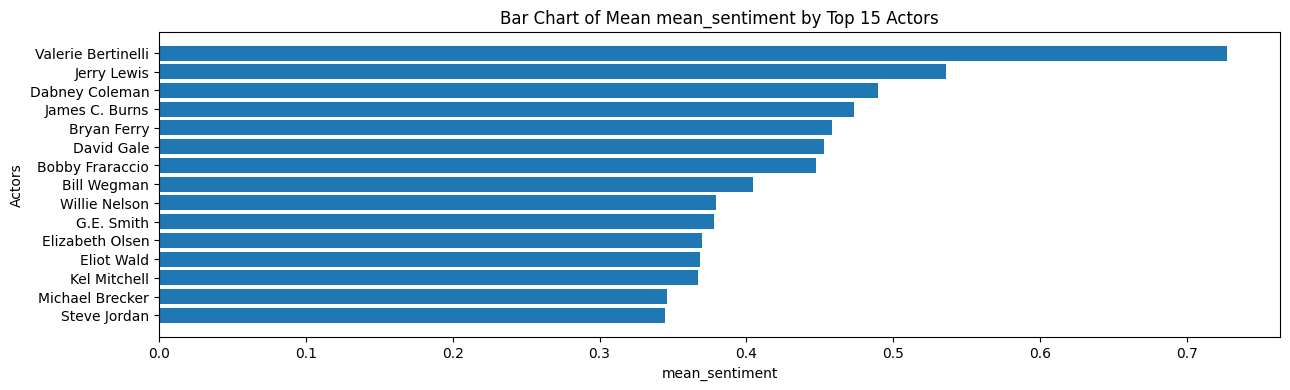 Bar Chart of Mean mean_sentiment by Top 15 Actors
Actors
Valerie Bertinelli
Jerry Lewis
Dabney Coleman
James C. Burns
Bryan Ferry
David Gale
Bobby Fraraccio
Bill Wegman
Willie Nelson
G.E. Smith
Elizabeth Olsen
Eliot Wald
Kel Mitchell
Michael Brecker
Steve Jordan
0.0 0.1 0.2 0.3 0.4 0.5 0.6 0.7
mean_sentiment